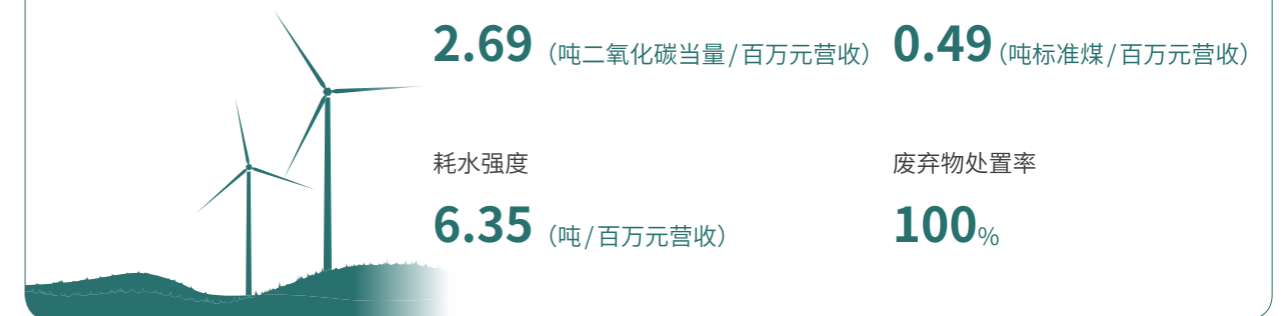 2.69（吨二氧化碳当量/百万元营收） 0.49（吨标准煤/百万元营收）
耗水强度 废弃物处置率
6.35（吨/百万元营收） 100%